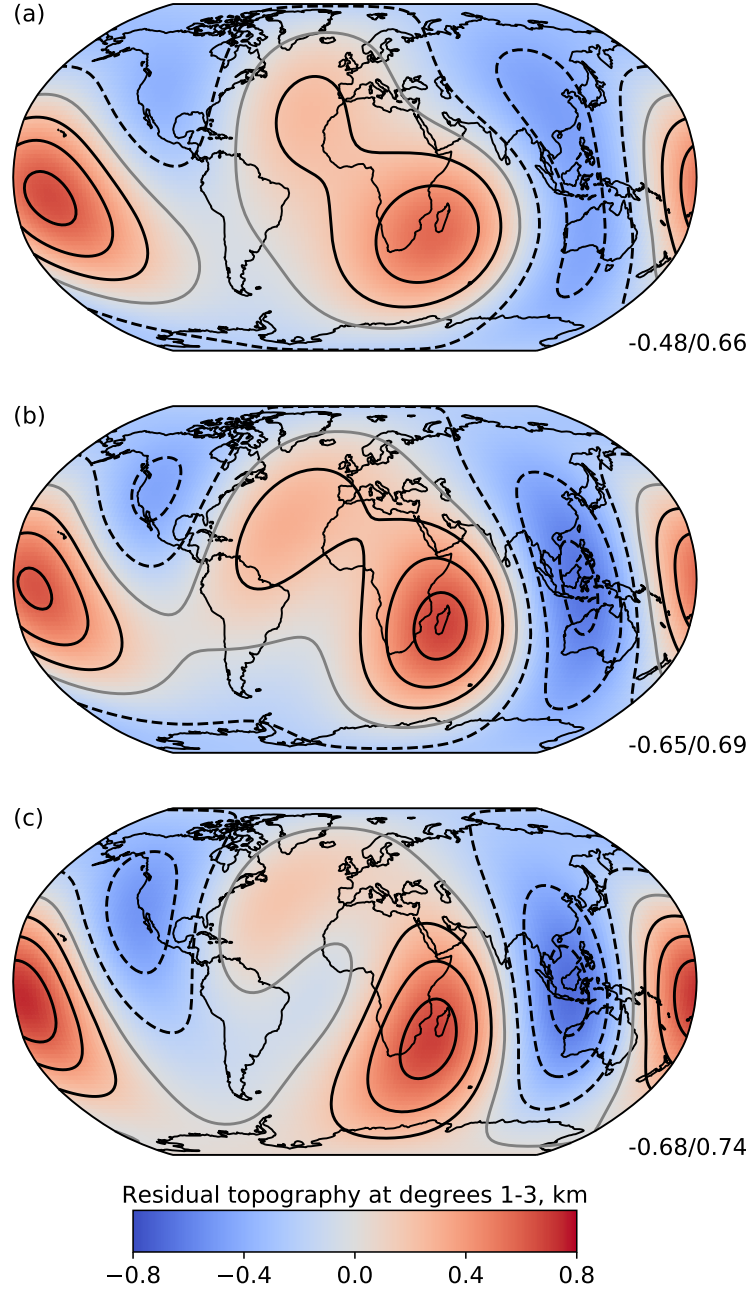 (a)
-0.48/0.66
(b)
-0.65/0.69
(c)
-0.68/0.74
Residual topography at degrees 1-3, km
−0.8 −0.4 0.0 0.4 0.8